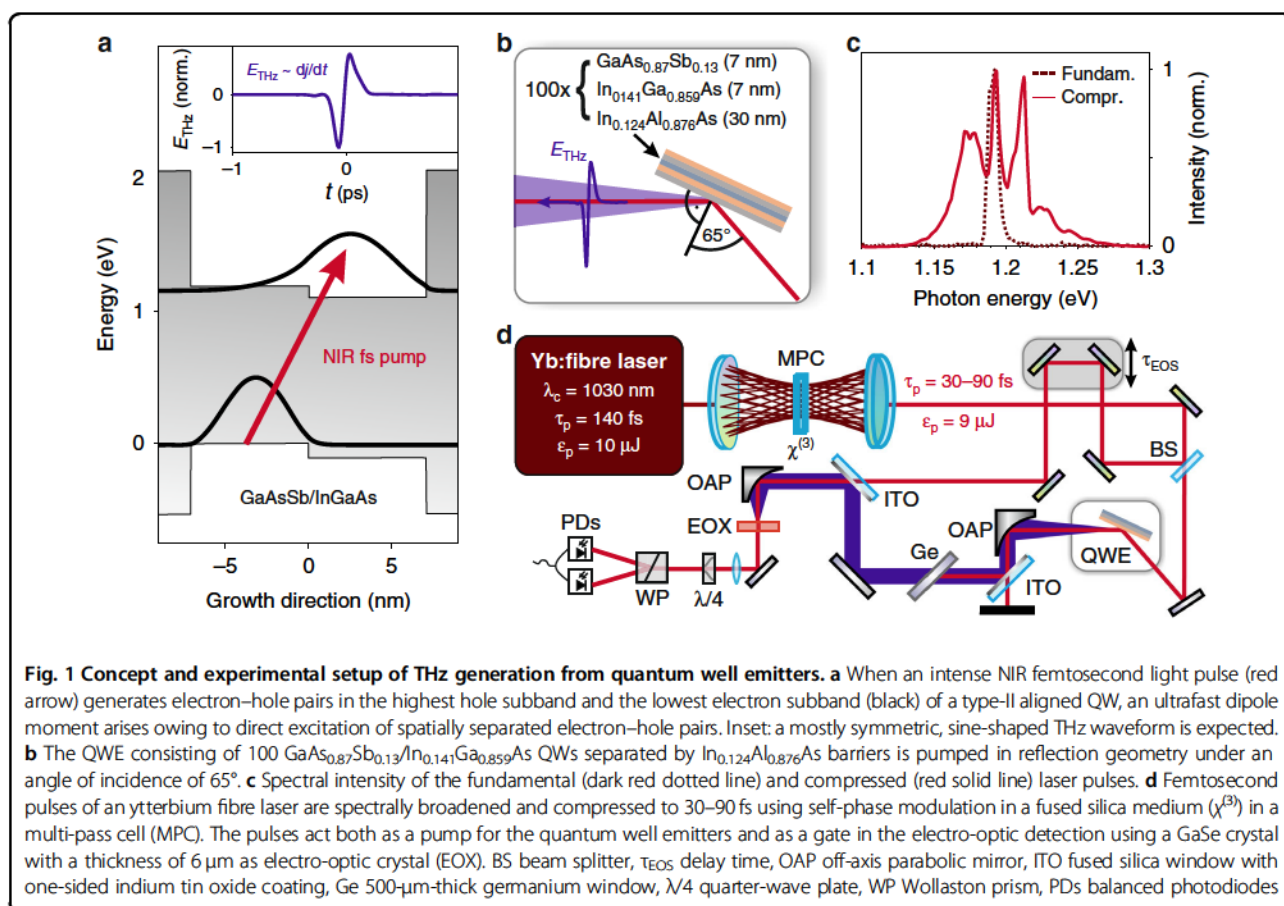 a
E_THz ~ dj/dt
E_THz (norm.)
0
−1
−1
0
t (ps)
2
1
0
Energy (eV)
NIR fs pump
GaAsSb/InGaAs
−5
0
5
Growth direction (nm)
b
100x
GaAs0.87Sb0.13 (7 nm)
In0141Ga0.859As (7 nm)
In0.124Al0.876As (30 nm)
E_THz
65°
c
Fundam.
Compr.
1
0
Intensity (norm.)
1.1
1.15
1.2
1.25
1.3
Photon energy (eV)
d
Yb:fibre laser
λc = 1030 nm
τp = 140 fs
εp = 10 μJ
MPC
χ(3)
τp = 30–90 fs
εp = 9 μJ
τEOS
BS
OAP
ITO
EOX
PDs
WP
λ/4
Ge
OAP
ITO
QWE
Fig. 1 Concept and experimental setup of THz generation from quantum well emitters. a When an intense NIR femtosecond light pulse (red
arrow) generates electron–hole pairs in the highest hole subband and the lowest electron subband (black) of a type-II aligned QW, an ultrafast dipole
moment arises owing to direct excitation of spatially separated electron–hole pairs. Inset: a mostly symmetric, sine-shaped THz waveform is expected.
b The QWE consisting of 100 GaAs0.87Sb0.13/In0.141Ga0.859As QWs separated by In0.124Al0.876As barriers is pumped in reflection geometry under an
angle of incidence of 65°. c Spectral intensity of the fundamental (dark red dotted line) and compressed (red solid line) laser pulses. d Femtosecond
pulses of an ytterbium fibre laser are spectrally broadened and compressed to 30–90 fs using self-phase modulation in a fused silica medium (χ(3)) in a
multi-pass cell (MPC). The pulses act both as a pump for the quantum well emitters and as a gate in the electro-optic detection using a GaSe crystal
with a thickness of 6 μm as electro-optic crystal (EOX). BS beam splitter, τEOS delay time, OAP off-axis parabolic mirror, ITO fused silica window with
one-sided indium tin oxide coating, Ge 500-μm-thick germanium window, λ/4 quarter-wave plate, WP Wollaston prism, PDs balanced photodiodes